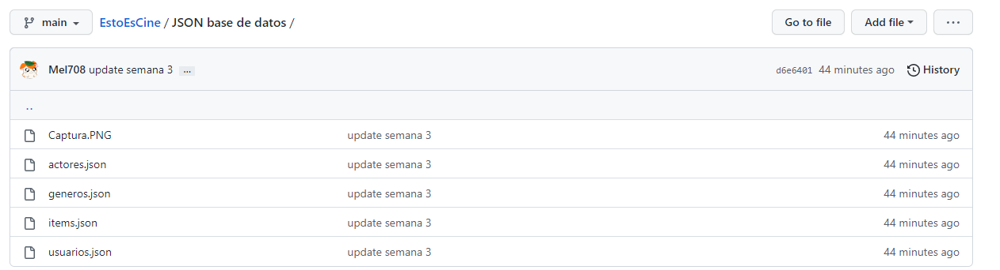 main EstoEsCine / JSON base de datos / Go to file Add file ...
Mel708 update semana 3 ... d6e6401 44 minutes ago History
..
Captura.PNG update semana 3 44 minutes ago
actores.json update semana 3 44 minutes ago
generos.json update semana 3 44 minutes ago
items.json update semana 3 44 minutes ago
usuarios.json update semana 3 44 minutes ago